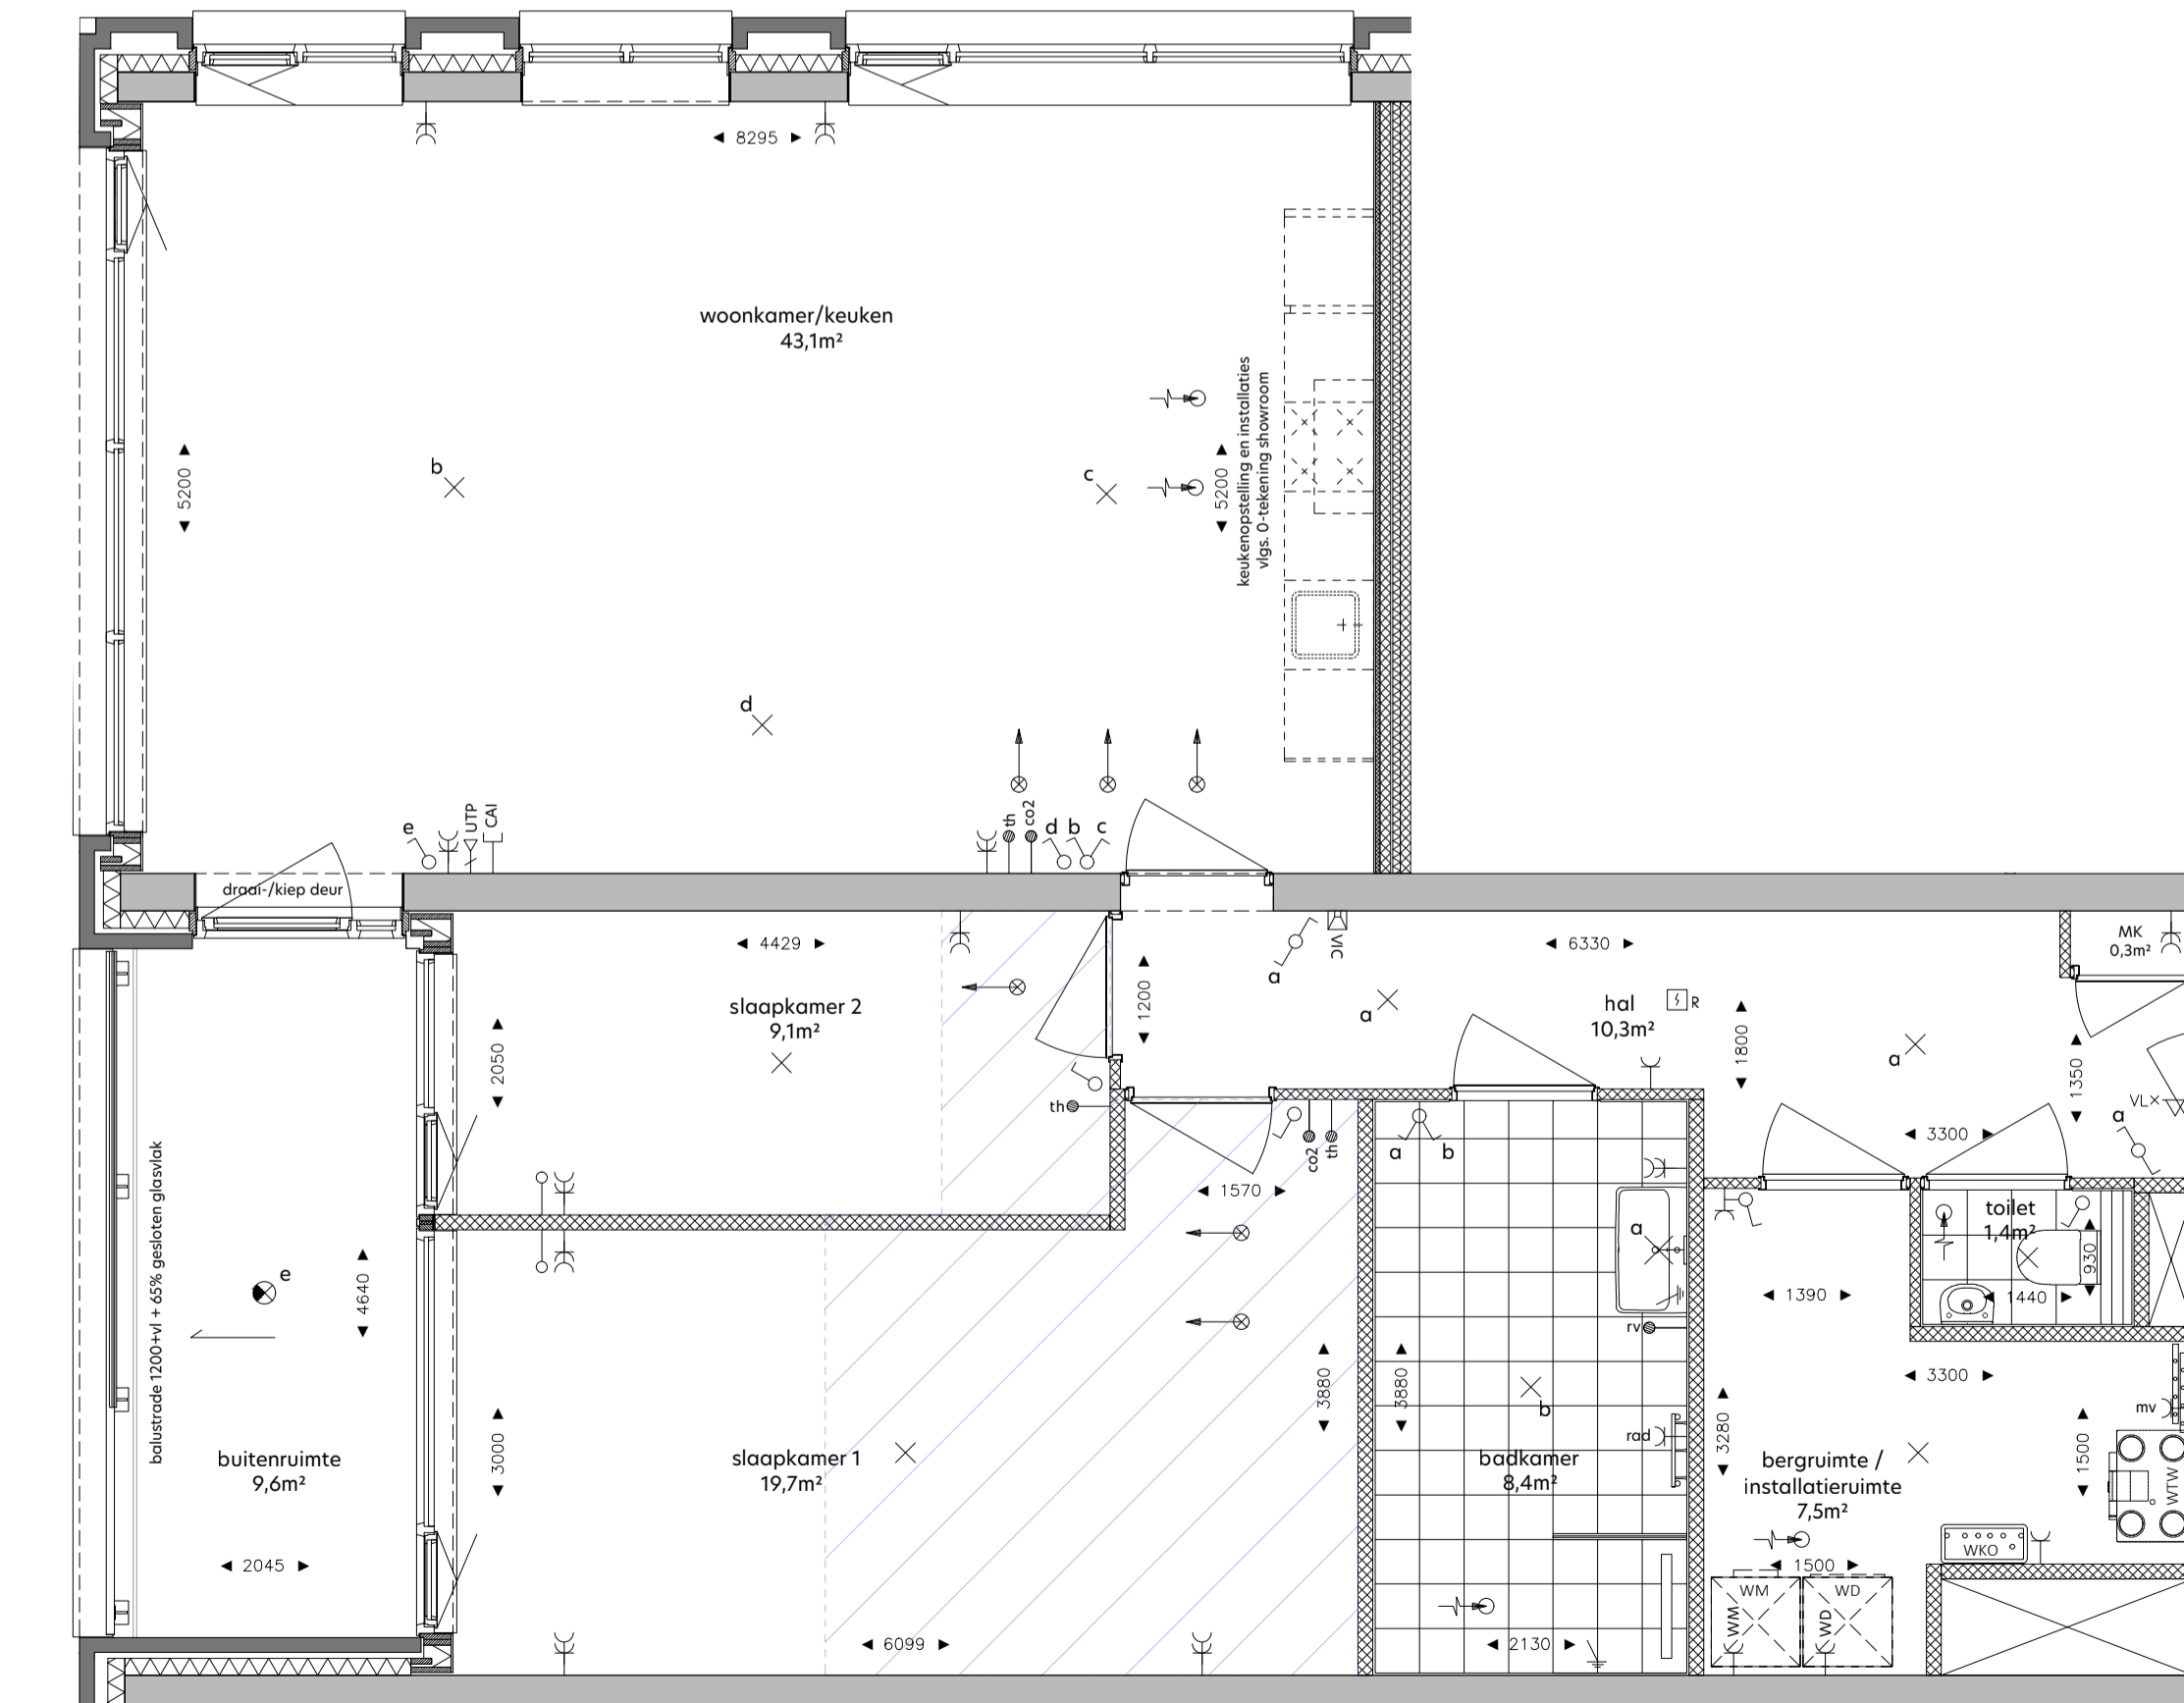 8295
woonkamer/keuken
43,1m²
5200
b
c
5200
keukenopstelling en installaties
vlgs. 0-tekening showroom
d
e
UTP
CAI
th
co2
d
b
c
draai-/kiep deur
4429
slaapkamer 2
9,1m²
2050
th
1200
a
VIC
a
6330
hal
10,3m²
R
1800
a
MK
0,3m²
1350
VL
a
3300
balustrade 1200+vl + 65% gesloten glasvlak
e
4640
buitenruimte
9,6m²
2045
3000
slaapkamer 1
19,7m²
6099
1570
co2
th
3880
3880
a
b
a
rv
b
rad
badkamer
8,4m²
2130
toilet
1,4m²
930
1440
1390
3300
3280
bergruimte /
installatieruimte
7,5m²
1500
mv
WTW
WKO
1500
WM
WD
WM
WD